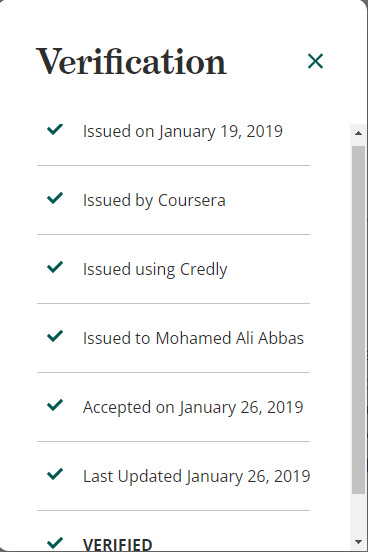 Verification
Issued on January 19, 2019
Issued by Coursera
Issued using Credly
Issued to Mohamed Ali Abbas
Accepted on January 26, 2019
Last Updated January 26, 2019
VERIFIED